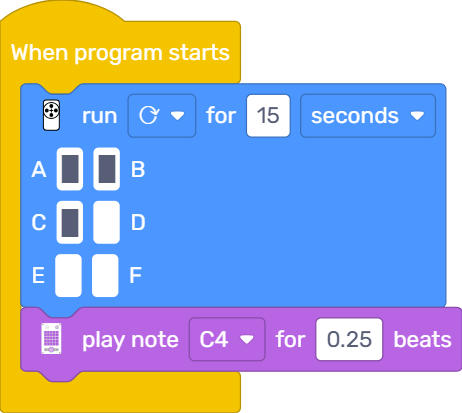 When program starts
run for 15 seconds
A B
C D
E F
play note C4 for 0.25 beats